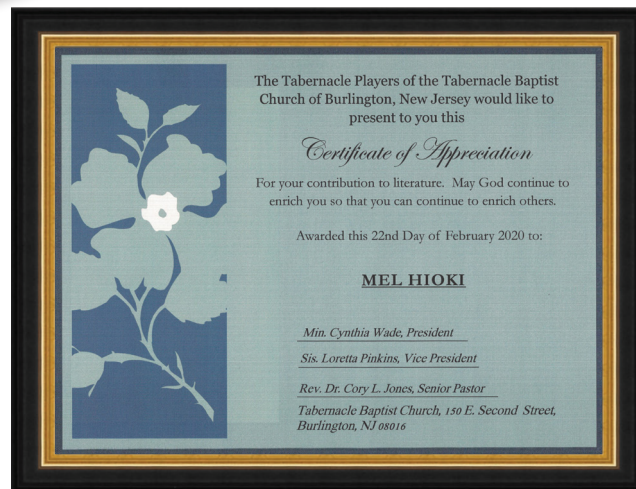 The Tabernacle Players of the Tabernacle Baptist
Church of Burlington, New Jersey would like to
present to you this
Certificate of Appreciation
For your contribution to literature.  May God continue to
enrich you so that you can continue to enrich others.
Awarded this 22nd Day of February 2020 to:
MEL HIOKI
Min. Cynthia Wade, President
Sis. Loretta Pinkins, Vice President
Rev. Dr. Cory L. Jones, Senior Pastor
Tabernacle Baptist Church, 150 E. Second Street,
Burlington, NJ 08016